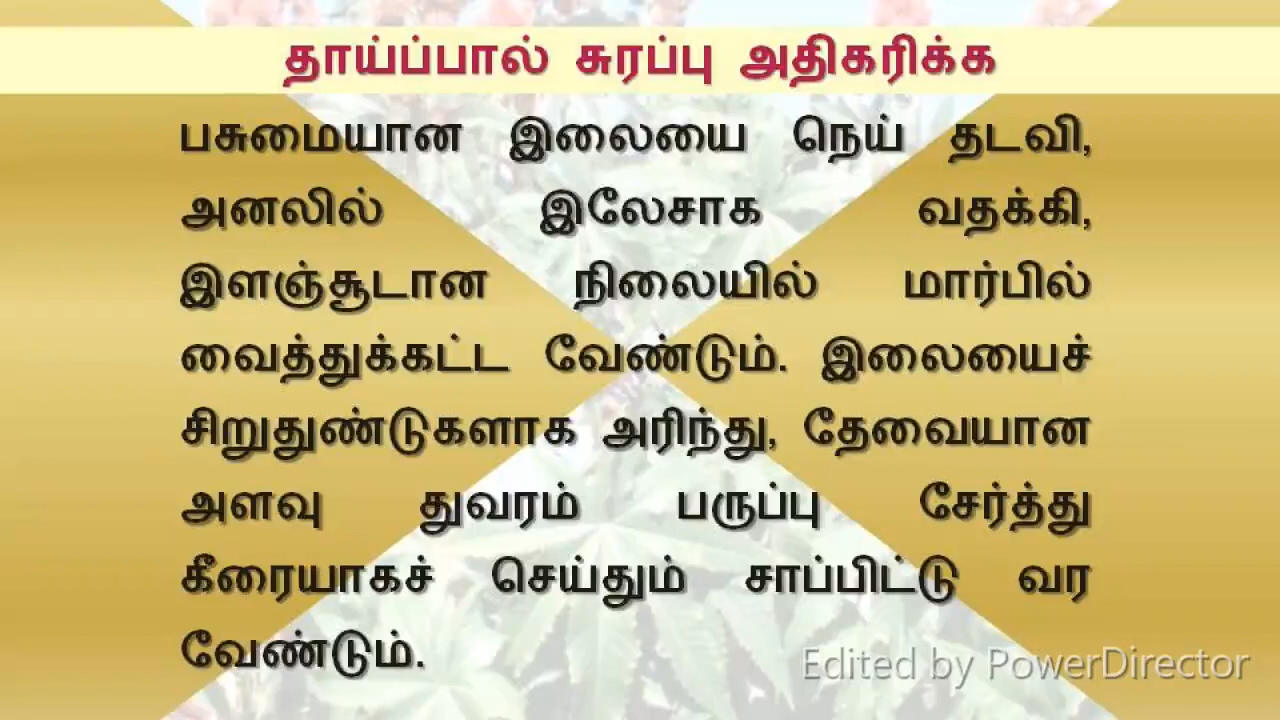 தாய்ப்பால் சுரப்பு அதிகரிக்க
பசுமையான இலையை நெய் தடவி,
அனலில் இலேசாக வதக்கி,
இளஞ்சூடான நிலையில் மார்பில்
வைத்துக்கட்ட வேண்டும். இலையைச்
சிறுதுண்டுகளாக அரிந்து, தேவையான
அளவு துவரம் பருப்பு சேர்த்து
கீரையாகச் செய்தும் சாப்பிட்டு வர
வேண்டும்.
Edited by PowerDirector